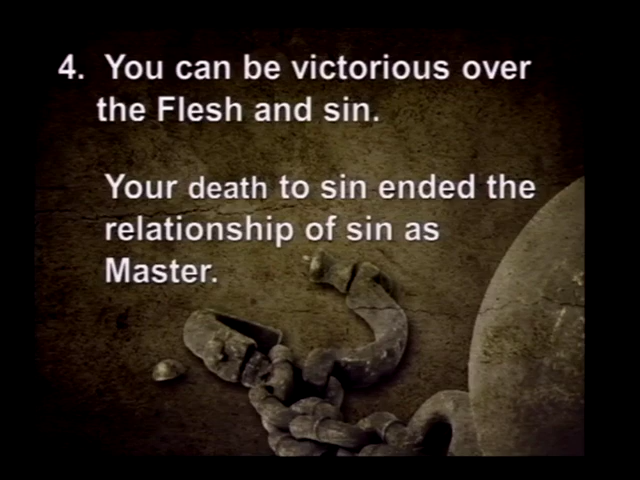 4. You can be victorious over
the Flesh and sin.
Your death to sin ended the
relationship of sin as
Master.